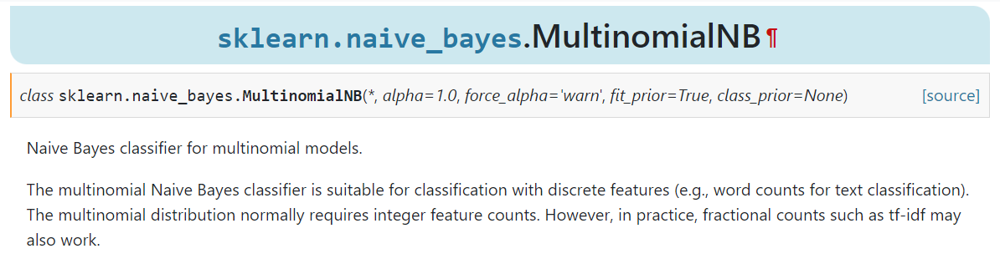 sklearn.naive_bayes.MultinomialNB¶
class sklearn.naive_bayes.MultinomialNB(*, alpha=1.0, force_alpha='warn', fit_prior=True, class_prior=None) [source]
Naive Bayes classifier for multinomial models.
The multinomial Naive Bayes classifier is suitable for classification with discrete features (e.g., word counts for text classification).
The multinomial distribution normally requires integer feature counts. However, in practice, fractional counts such as tf-idf may
also work.